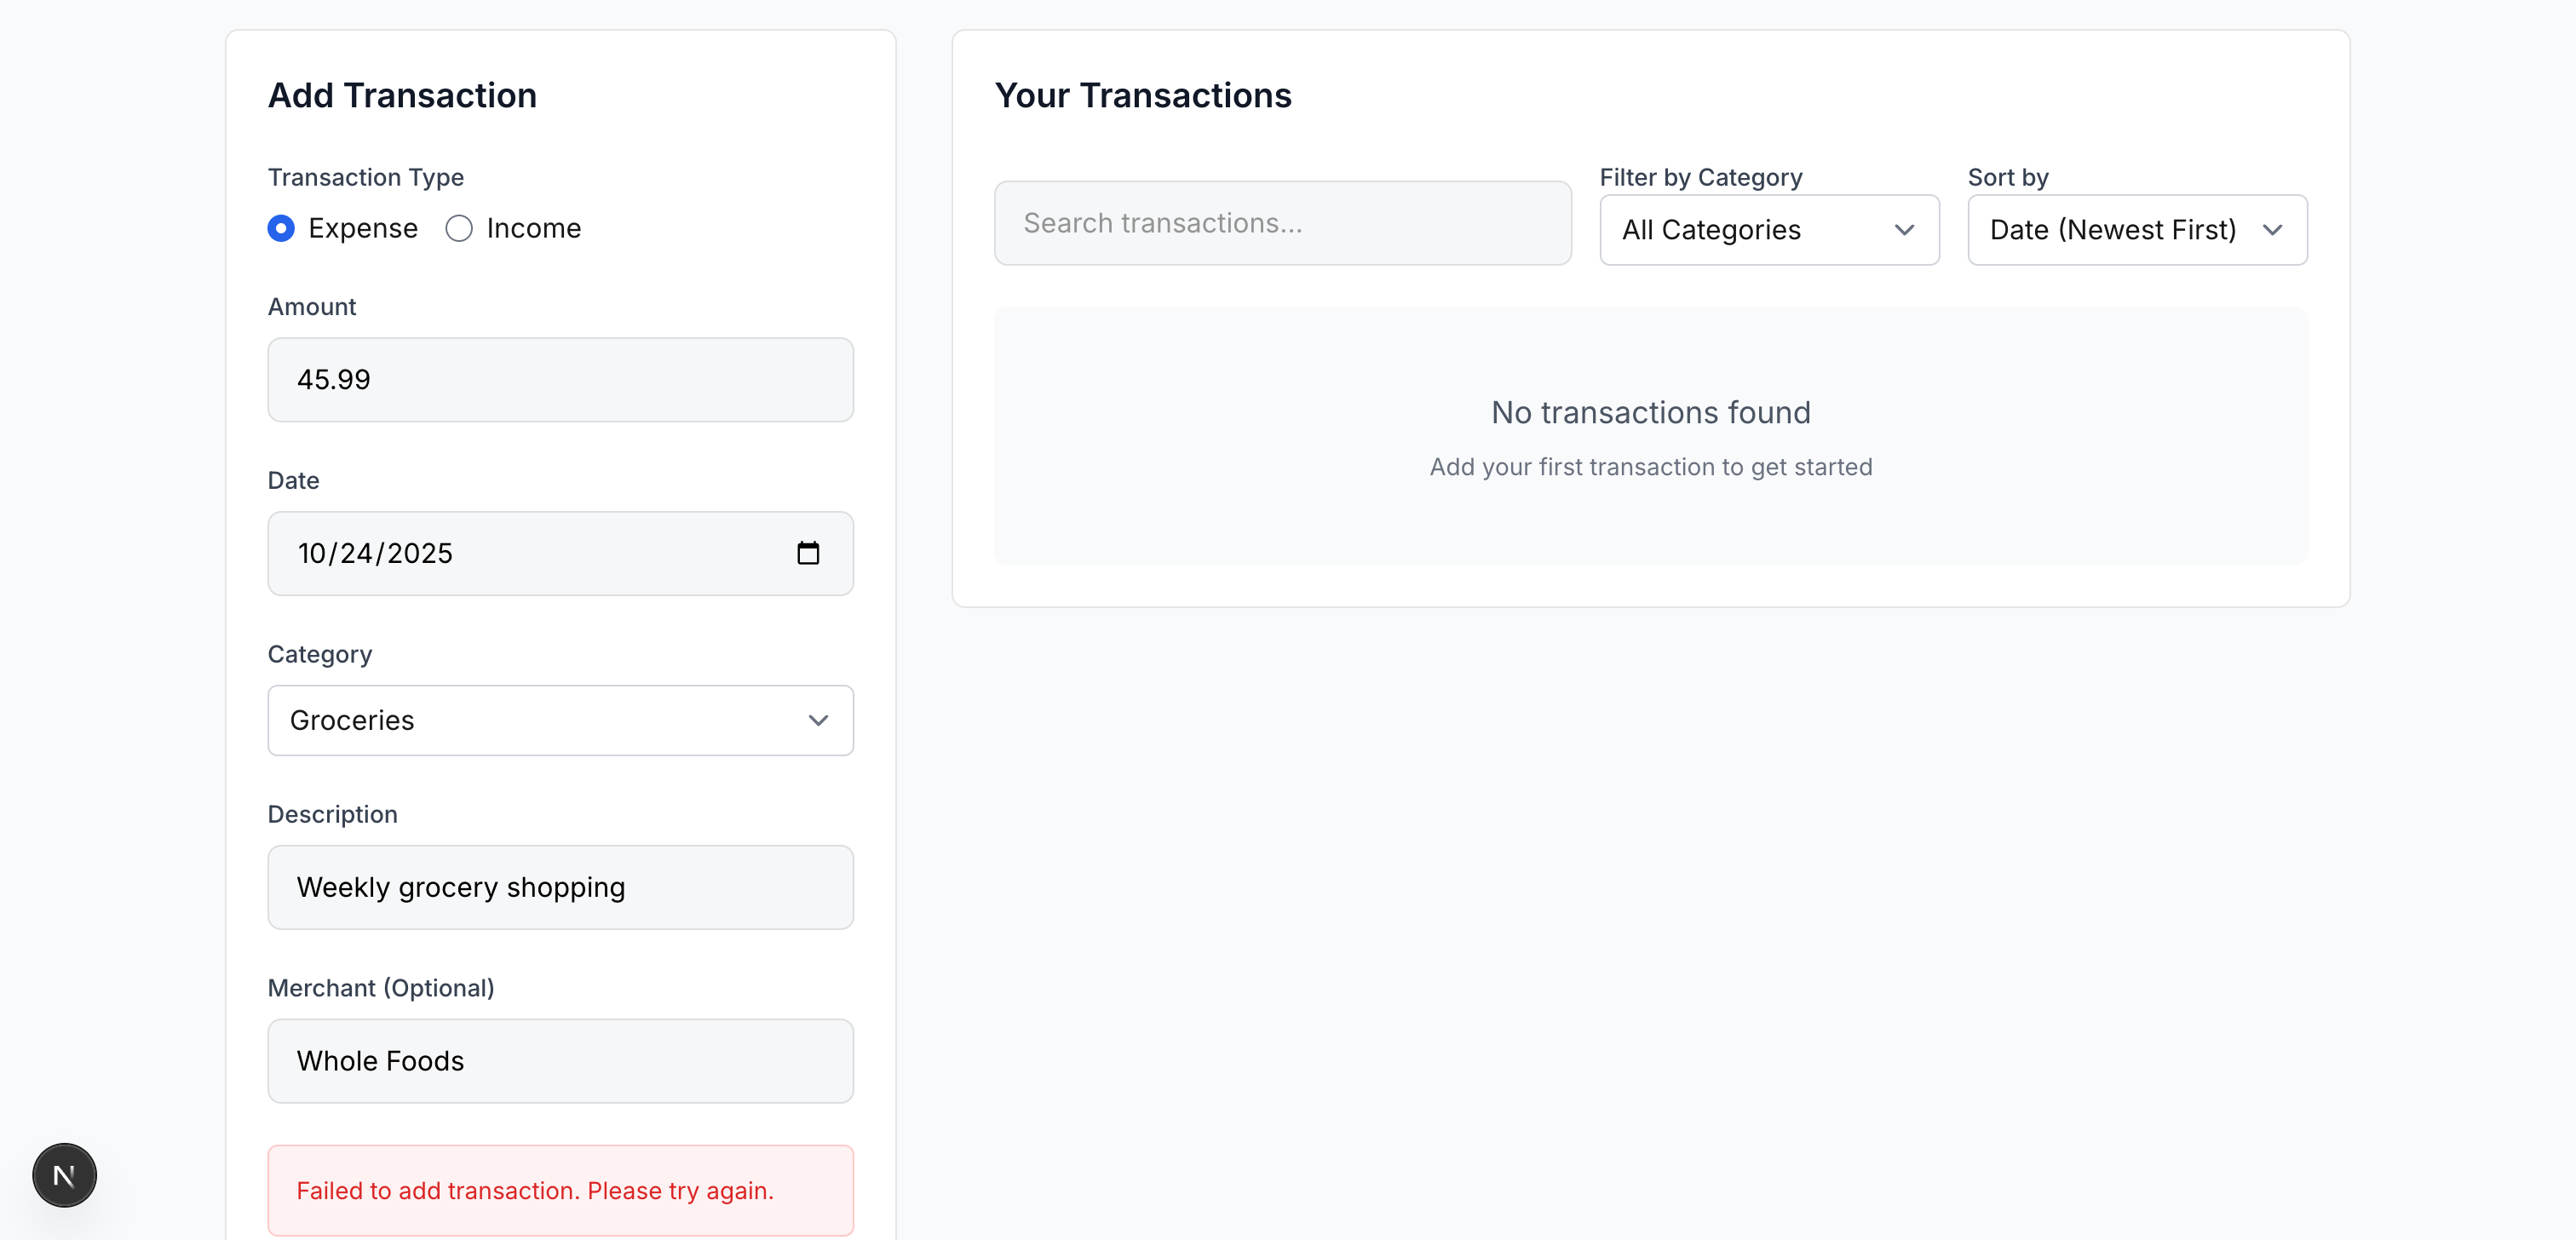 Add Transaction
Transaction Type
Expense Income
Amount
45.99
Date
10/24/2025
Category
Groceries
Description
Weekly grocery shopping
Merchant (Optional)
Whole Foods
Failed to add transaction. Please try again.
Your Transactions
Search transactions...
Filter by Category
All Categories
Sort by
Date (Newest First)
No transactions found
Add your first transaction to get started
N